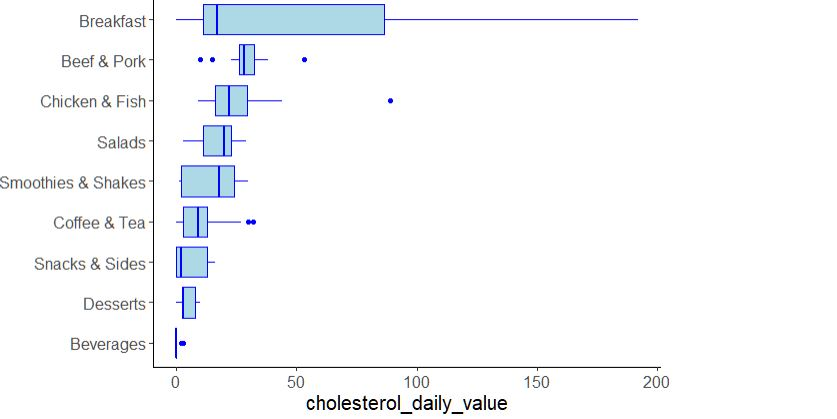 Breakfast
Beef & Pork
Chicken & Fish
Salads
Smoothies & Shakes
Coffee & Tea
Snacks & Sides
Desserts
Beverages
0 50 100 150 200
cholesterol_daily_value